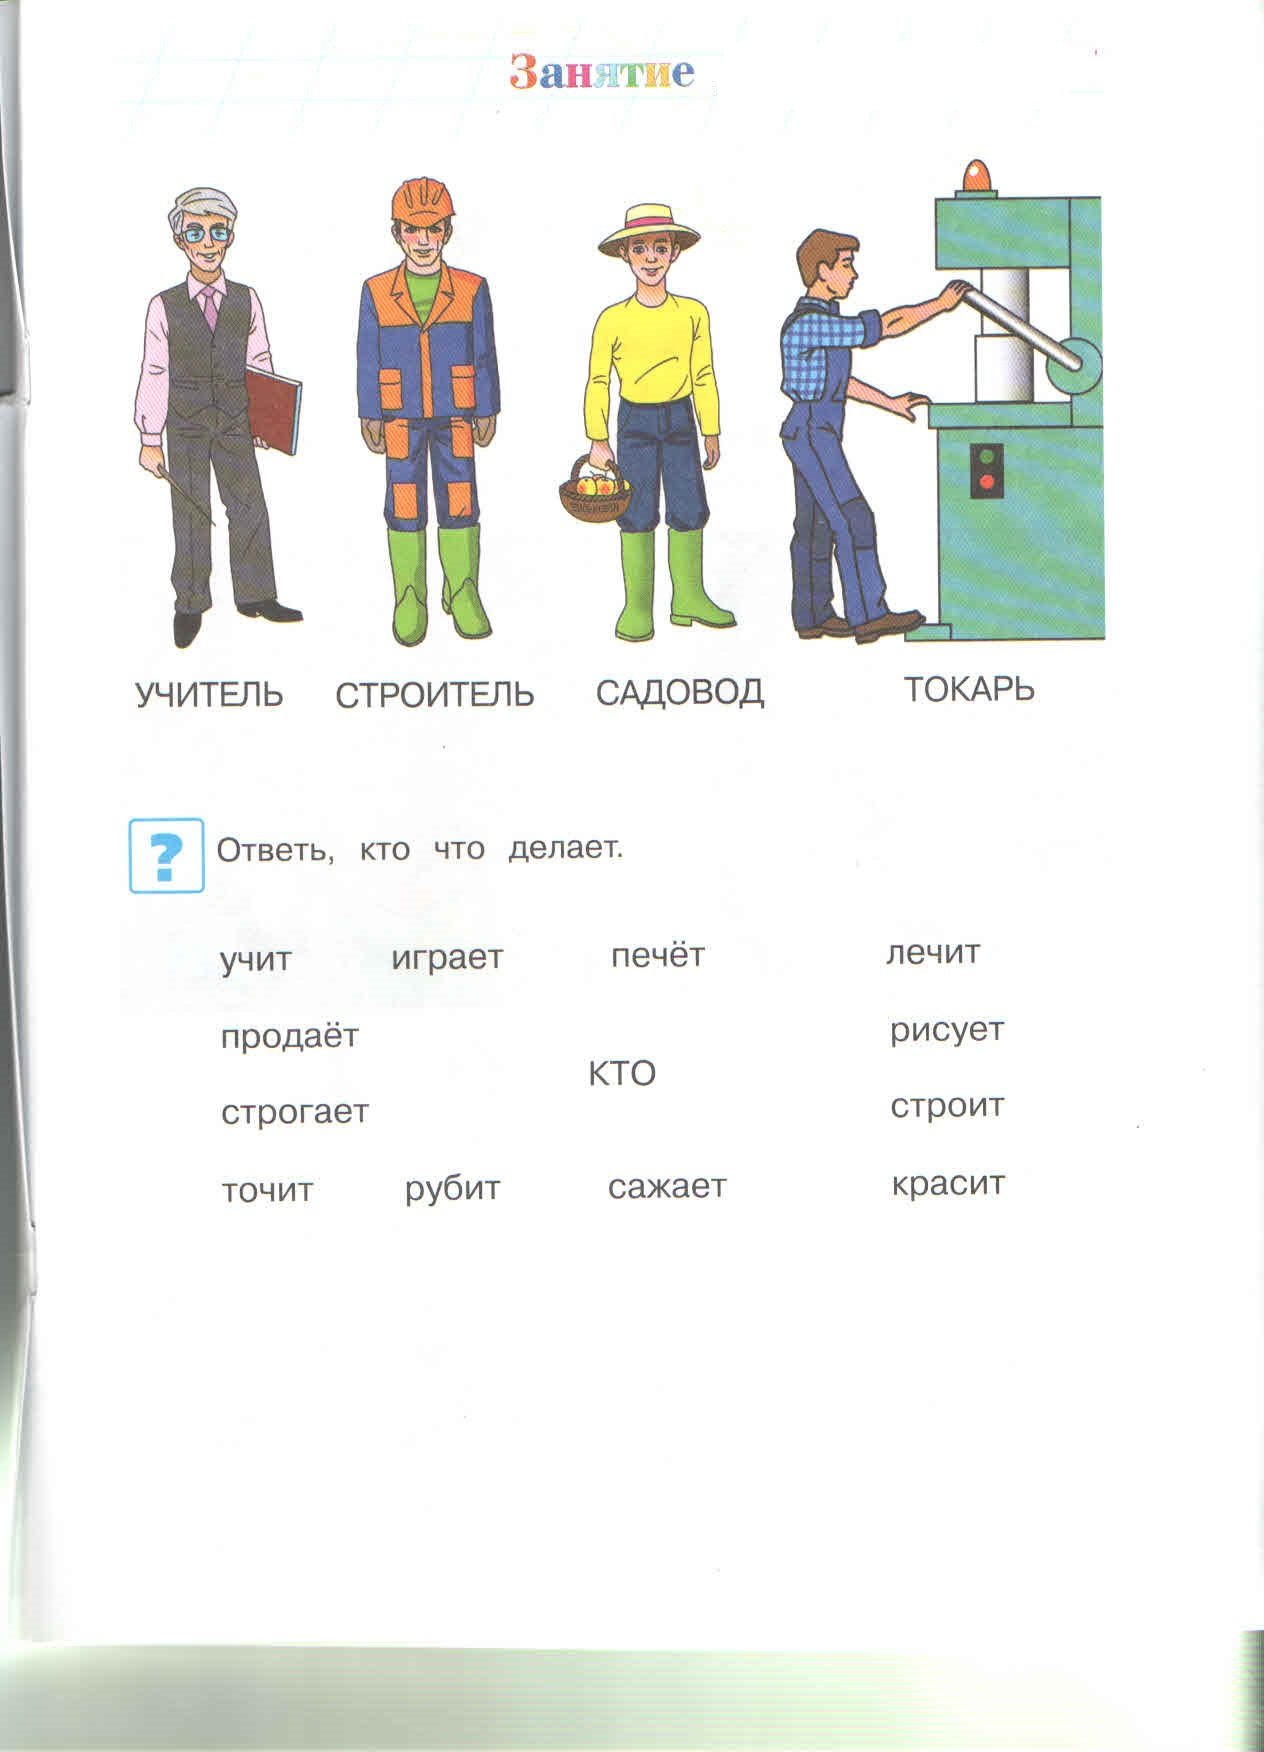 Занятие
УЧИТЕЛЬ СТРОИТЕЛЬ САДОВОД ТОКАРЬ
?
Ответь, кто что делает.
учит играет печёт лечит
продаёт рисует
КТО
строгает строит
точит рубит сажает красит